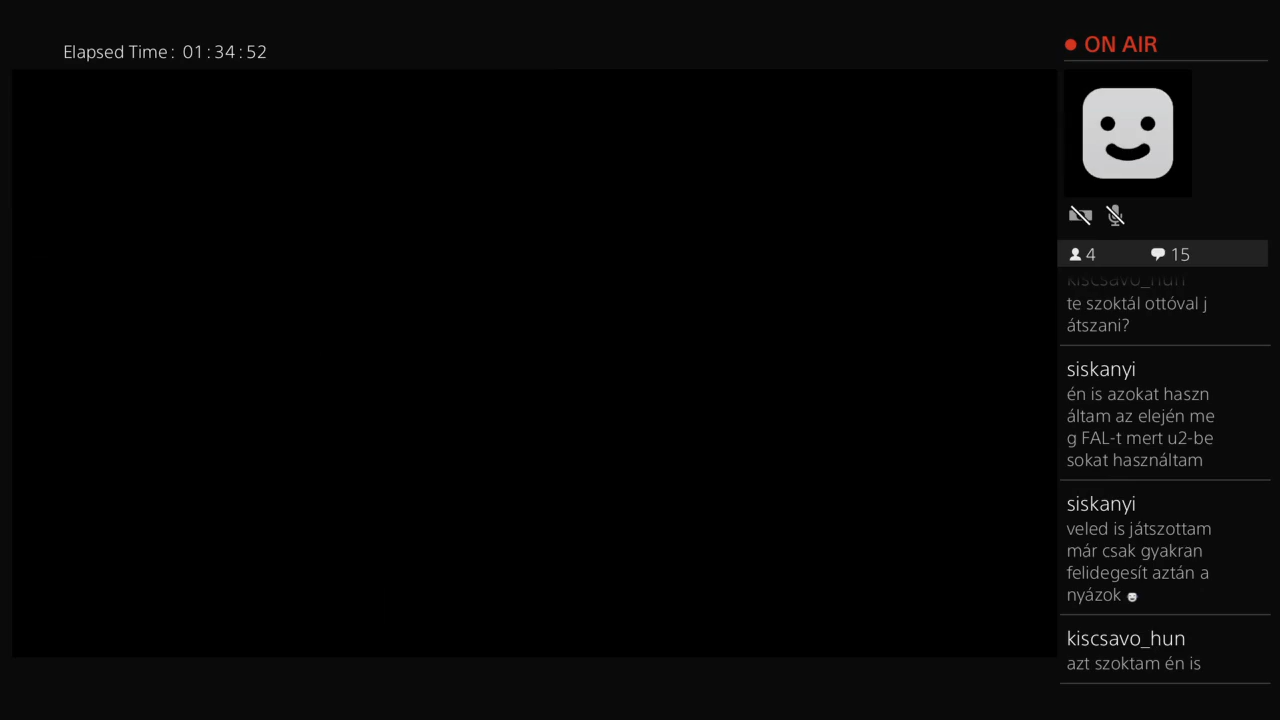 Elapsed Time: 01:34:52
ON AIR
4
15
kiscsavo_hun
te szoktál ottóval j
átszani?
siskanyi
én is azokat haszn
áltam az elején me
g FAL-t mert u2-be
sokat használtam
siskanyi
veled is játszottam
már csak gyakran
felidegesít aztán a
nyázok
kiscsavo_hun
azt szoktam én is